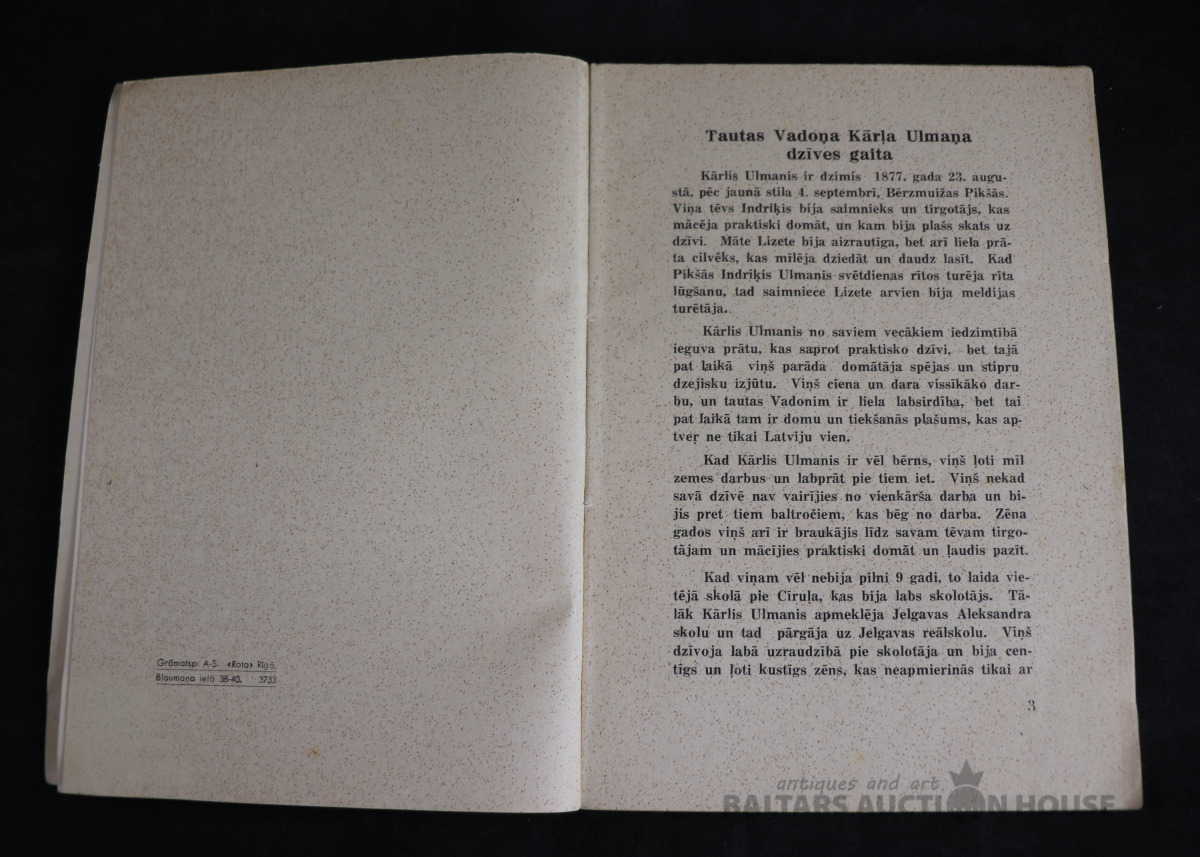 Grāmatsp. A-S. «Rota» Rīgā,
Blaumaņa ielā 38-40. 3733
Tautas Vadoņa Kārļa Ulmaņa
dzīves gaita
Kārlis Ulmanis ir dzimis 1877. gada 23. augu-
stā, pēc jaunā stila 4. septembrī, Bērzmuižas Pikšās.
Viņa tēvs Indriķis bija saimnieks un tirgotājs, kas
mācēja praktiski domāt, un kam bija plašs skats uz
dzīvi. Māte Lizete bija aizrautīga, bet arī liela prā-
ta cilvēks, kas mīlēja dziedāt un daudz lasīt. Kad
Pikšās Indriķis Ulmanis svētdienas rītos turēja rīta
lūgšanu, tad saimniece Lizete arvien bija meldijas
turētāja.
Kārlis Ulmanis no saviem vecākiem iedzimtībā
ieguva prātu, kas saprot praktisko dzīvi, bet tajā
pat laikā viņš parāda domātāja spējas un stipru
dzejisku izjūtu. Viņš ciena un dara vissīkāko dar-
bu, un tautas Vadonim ir liela labsirdība, bet tai
pat laikā tam ir domu un tiekšanās plašums, kas ap-
tver ne tikai Latviju vien.
Kad Kārlis Ulmanis ir vēl bērns, viņš ļoti mīl
zemes darbus un labprāt pie tiem iet. Viņš nekad
savā dzīvē nav vairījies no vienkārša darba un bi-
jis pret tiem baltročiem, kas bēg no darba. Zēna
gados viņš arī ir braukājis līdz savam tēvam tirgo-
tājam un mācījies praktiski domāt un ļaudis pazīt.
Kad viņam vēl nebija pilni 9 gadi, to laida vie-
tējā skolā pie Cīruļa, kas bija labs skolotājs. Tā-
lāk Kārlis Ulmanis apmeklēja Jelgavas Aleksandra
skolu un tad pārgāja uz Jelgavas reālskolu. Viņš
dzīvoja labā uzraudzībā pie skolotāja un bija cen-
tīgs un ļoti kustīgs zēns, kas neapmierinās tikai ar
3
antiques and art
BALTARS AUCTION HOUSE